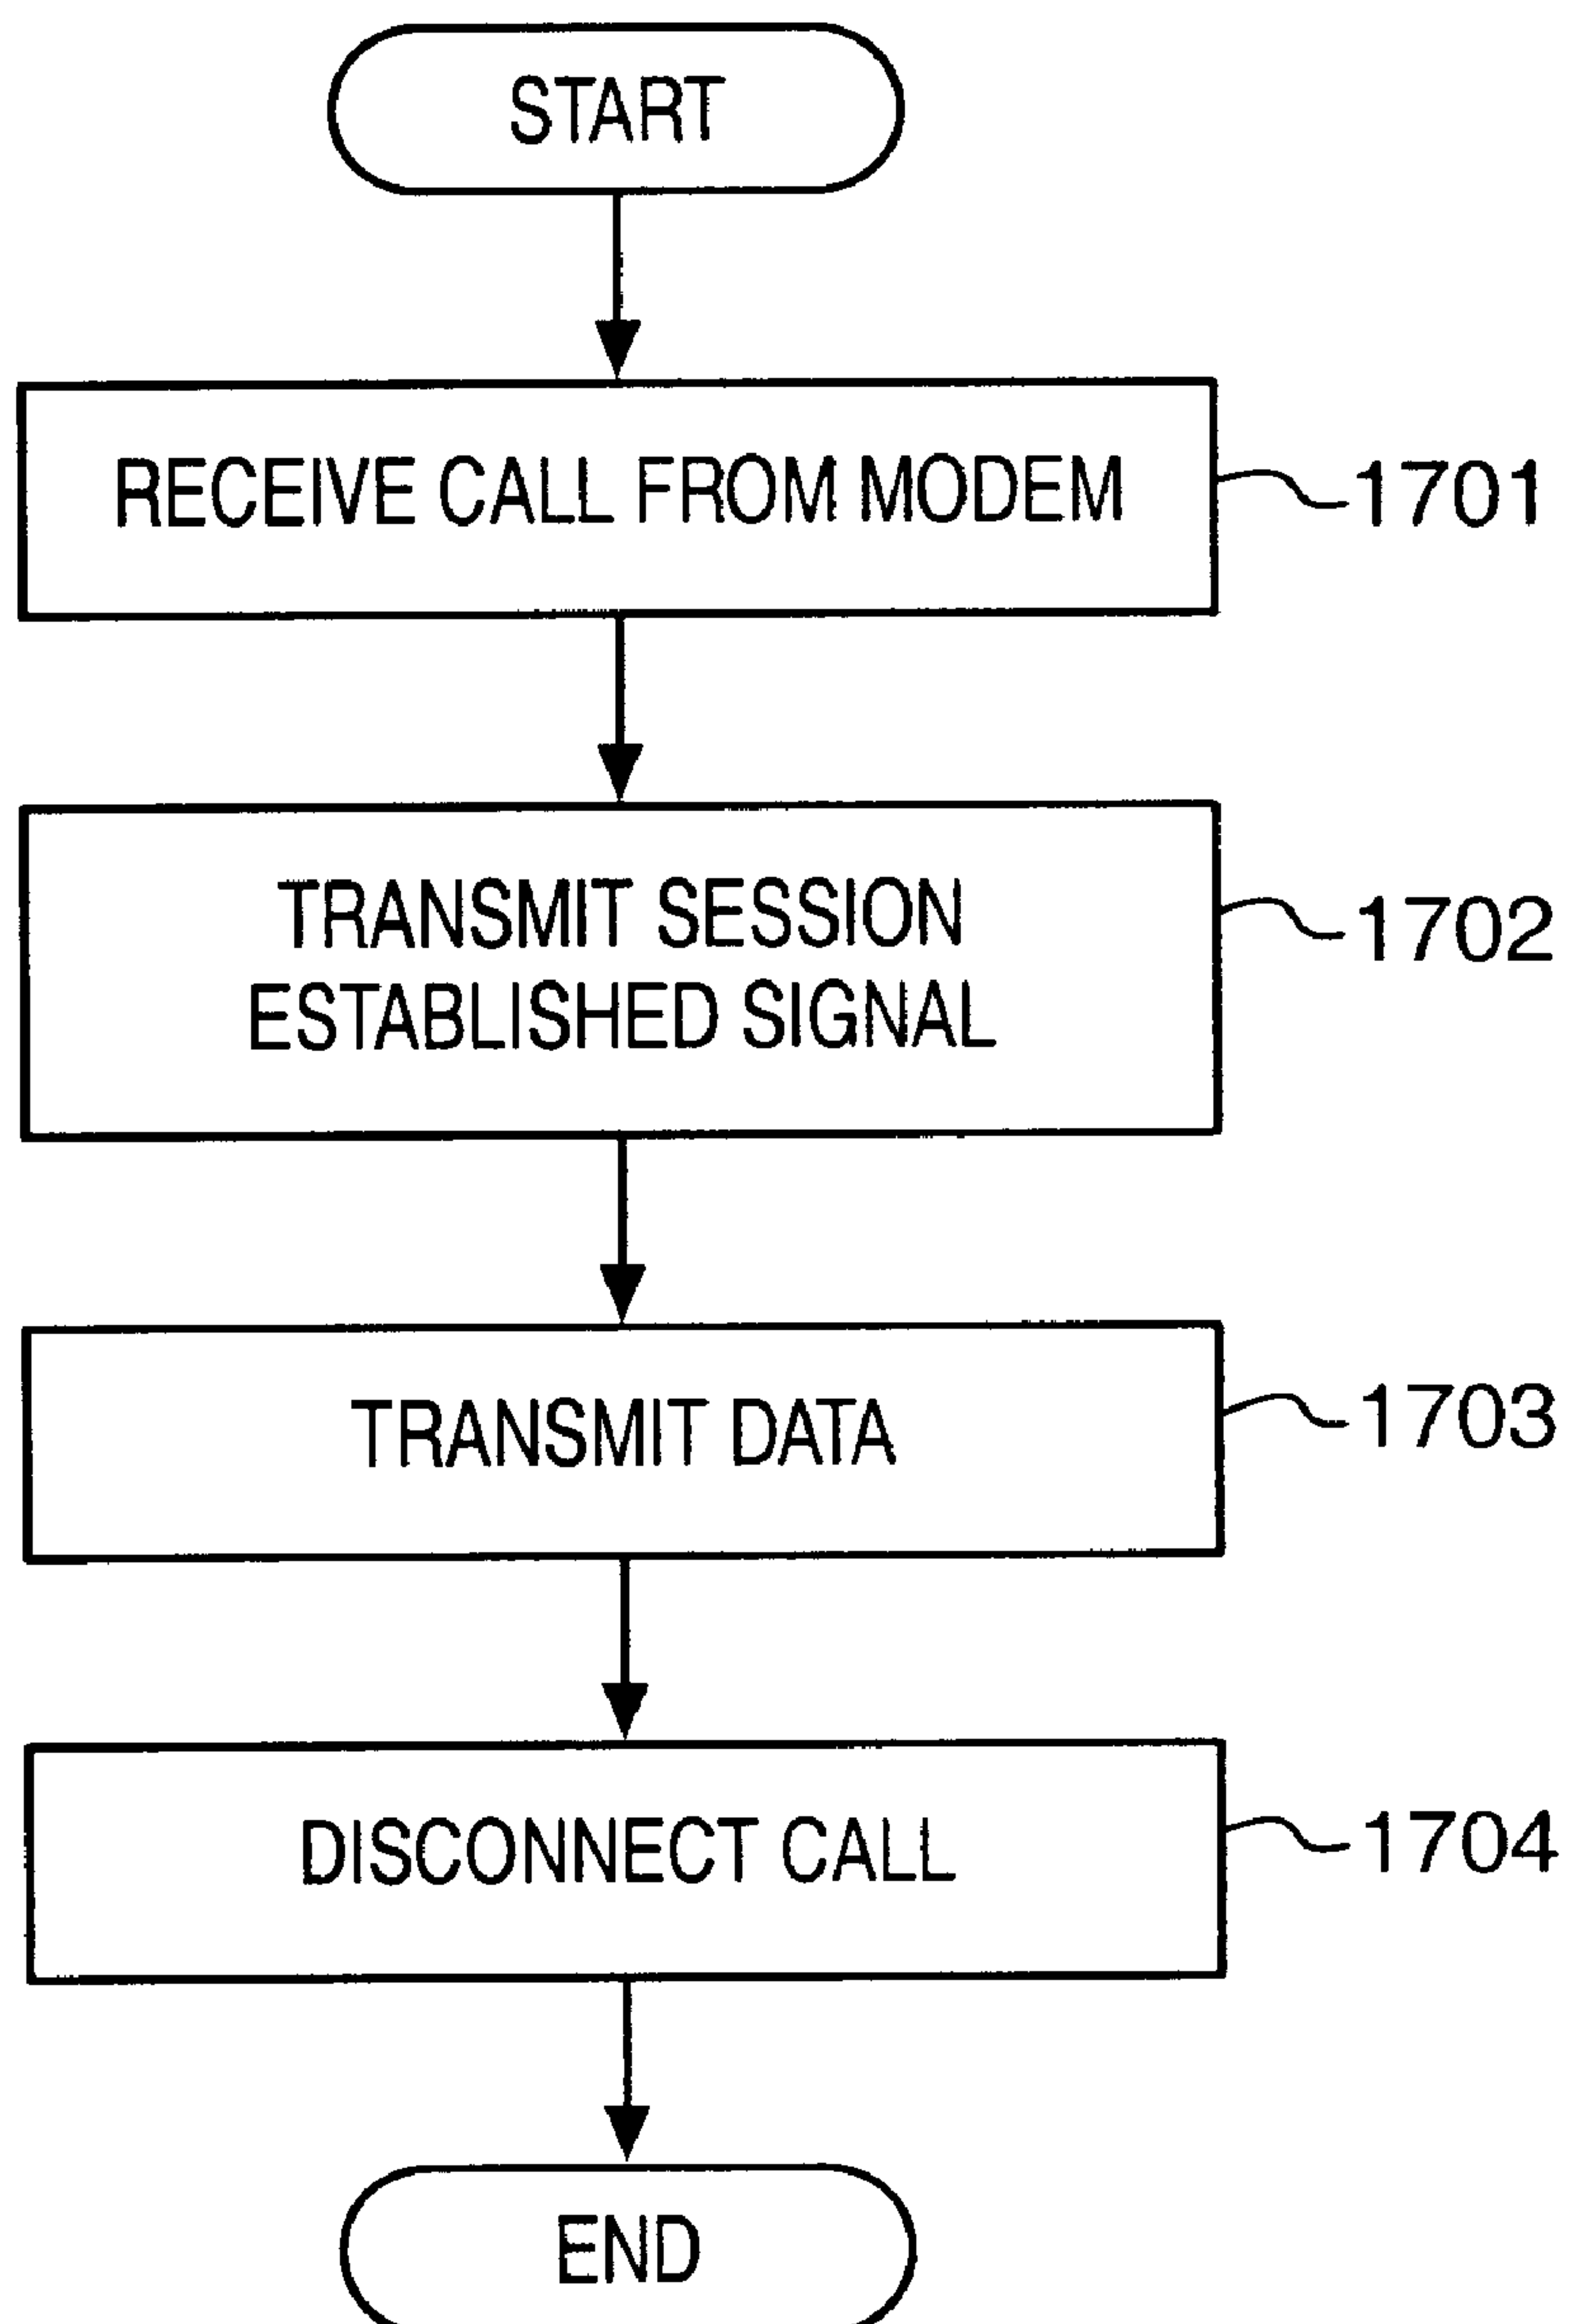 START
RECEIVE CALL FROM MODEM
1701
TRANSMIT SESSION
ESTABLISHED SIGNAL
1702
TRANSMIT DATA
1703
DISCONNECT CALL
1704
END